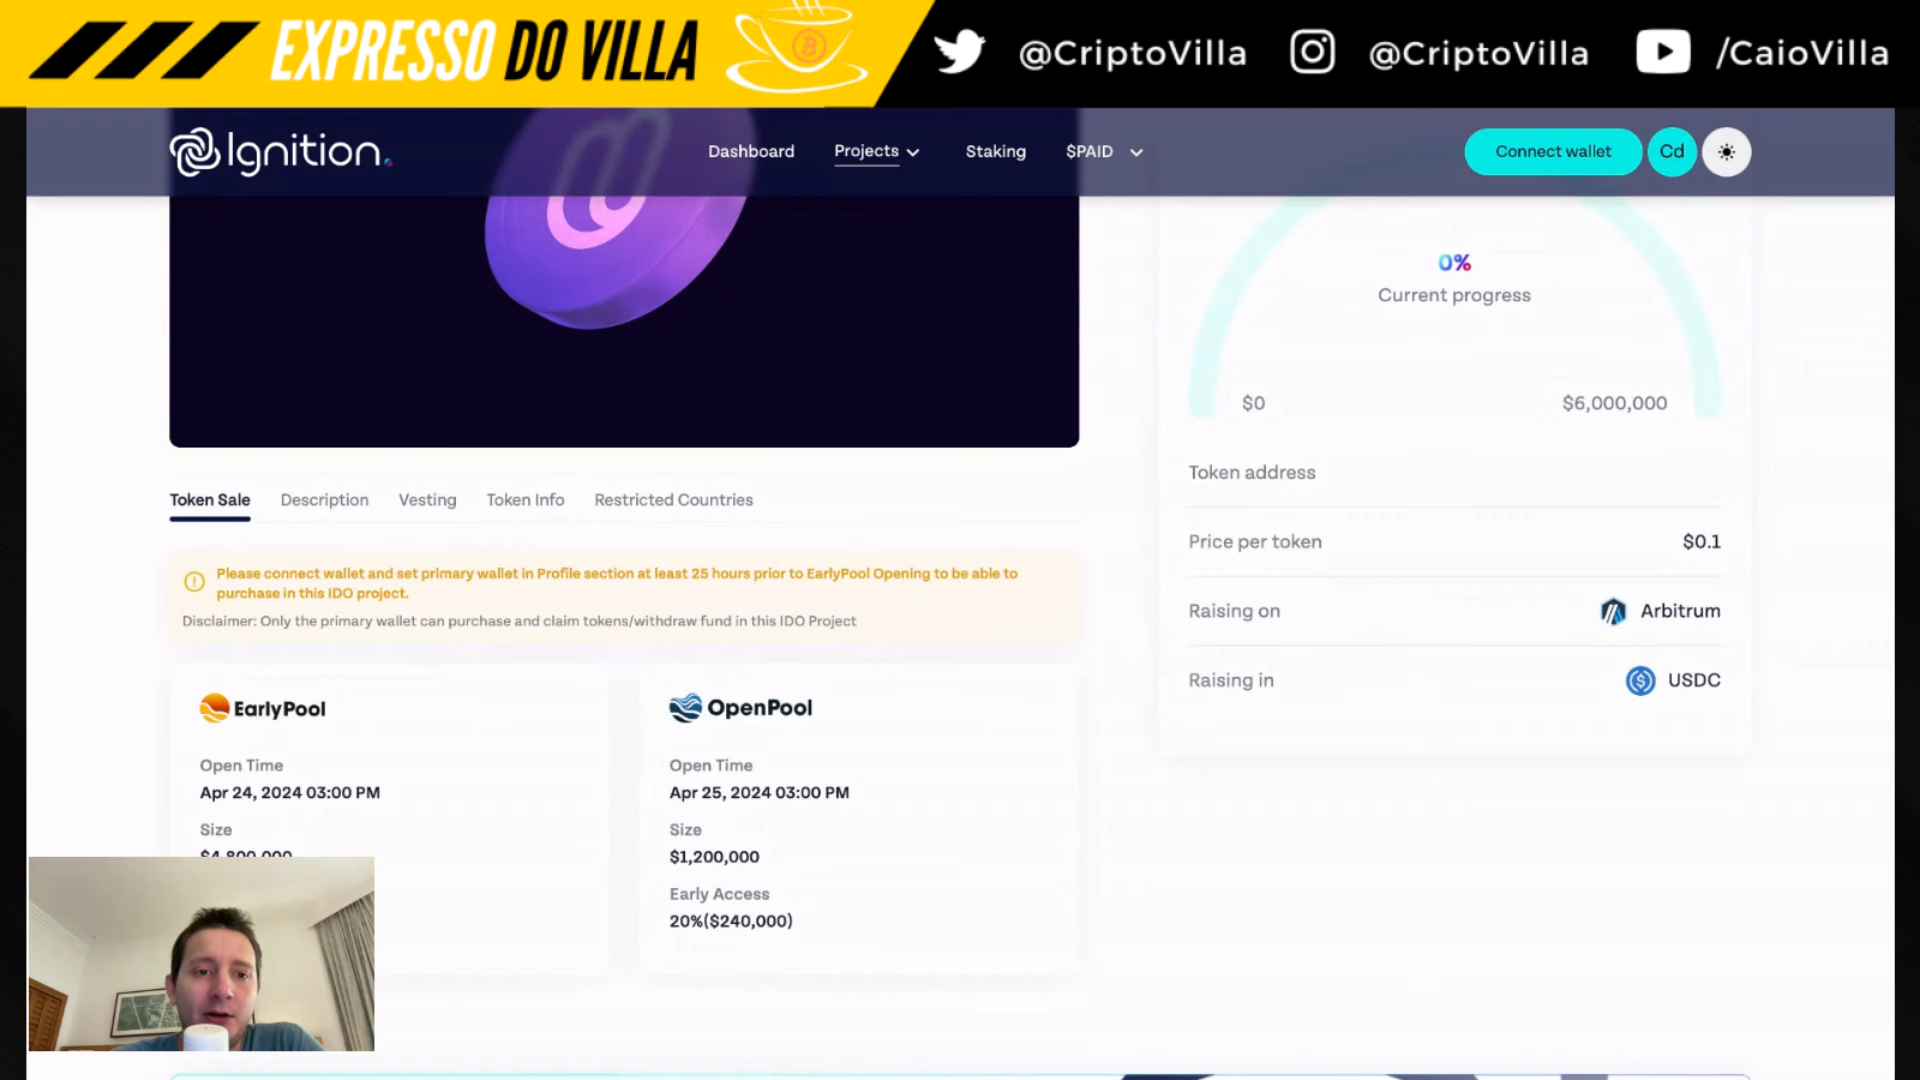 EXPRESSO DO VILLA
@CriptoVilla
@CriptoVilla
/CaioVilla
Ignition.
Dashboard
Projects
Staking
$PAID
Connect wallet
Cd
0%
Current progress
$0
$6,000,000
Token address
Price per token
$0.1
Raising on
Arbitrum
Raising in
USDC
Token Sale
Description
Vesting
Token Info
Restricted Countries
Please connect wallet and set primary wallet in Profile section at least 25 hours prior to EarlyPool Opening to be able to
purchase in this IDO project.
Disclaimer: Only the primary wallet can purchase and claim tokens/withdraw fund in this IDO Project
EarlyPool
Open Time
Apr 24, 2024 03:00 PM
Size
$4,800,000
OpenPool
Open Time
Apr 25, 2024 03:00 PM
Size
$1,200,000
Early Access
20%($240,000)